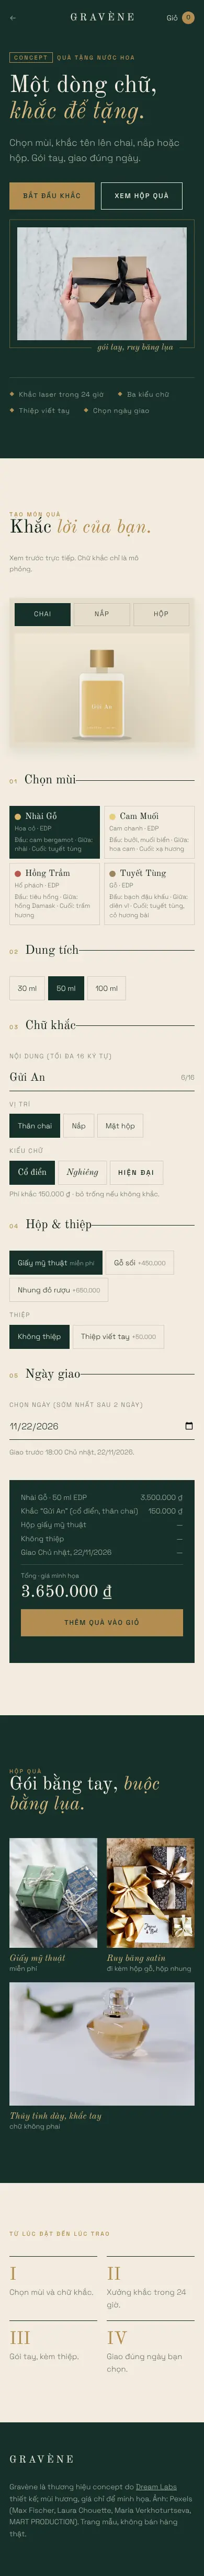 ←
GRAVÈNE
Giỏ 0
CONCEPT QUÀ TẶNG NƯỚC HOA
Một dòng chữ,
khắc để tặng.
Chọn mùi, khắc tên lên chai, nắp hoặc
hộp. Gói tay, giao đúng ngày.
BẮT ĐẦU KHẮC
XEM HỘP QUÀ
gói tay, ruy băng lụa
Khắc laser trong 24 giờ
Ba kiểu chữ
Thiệp viết tay
Chọn ngày giao
TẠO MÓN QUÀ
Khắc lời của bạn.
Xem trước trực tiếp. Chữ khắc chỉ là mô
phỏng.
CHAI
NẮP
HỘP
Gửi An
01 Chọn mùi
Nhài Gỗ
Hoa cỏ · EDP
Đầu: cam bergamot · Giữa:
nhài · Cuối: tuyết tùng
Cam Muối
Cam chanh · EDP
Đầu: bưởi, muối biển · Giữa:
hoa cam · Cuối: xạ hương
Hồng Trầm
Hổ phách · EDP
Đầu: tiêu hồng · Giữa:
hồng Damask · Cuối: trầm
hương
Tuyết Tùng
Gỗ · EDP
Đầu: bạch đậu khấu · Giữa:
diên vĩ · Cuối: tuyết tùng,
cỏ hương bài
02 Dung tích
30 ml
50 ml
100 ml
03 Chữ khắc
NỘI DUNG (TỐI ĐA 16 KÝ TỰ)
Gửi An
6/16
VỊ TRÍ
Thân chai
Nắp
Mặt hộp
KIỂU CHỮ
Cổ điển
Nghiêng
HIỆN ĐẠI
Phí khắc 150.000 ₫ · bỏ trống nếu không khắc.
04 Hộp & thiệp
Giấy mỹ thuật miễn phí
Gỗ sồi +450.000
Nhung đỏ rượu +650.000
THIỆP
Không thiệp
Thiệp viết tay +50.000
05 Ngày giao
CHỌN NGÀY (SỚM NHẤT SAU 2 NGÀY)
11/22/2026
Giao trước 18:00 Chủ nhật, 22/11/2026.
Nhài Gỗ · 50 ml EDP 3.500.000 ₫
Khắc "Gửi An" (cổ điển, thân chai) 150.000 ₫
Hộp giấy mỹ thuật —
Không thiệp —
Giao Chủ nhật, 22/11/2026 —
Tổng · giá minh họa
3.650.000 ₫
THÊM QUÀ VÀO GIỎ
HỘP QUÀ
Gói bằng tay, buộc
bằng lụa.
Giấy mỹ thuật
miễn phí
Ruy băng satin
đi kèm hộp gỗ, hộp nhung
Thủy tinh dày, khắc tay
chữ không phai
TỪ LÚC ĐẶT ĐẾN LÚC TRAO
I
Chọn mùi và chữ khắc.
II
Xưởng khắc trong 24
giờ.
III
Gói tay, kèm thiệp.
IV
Giao đúng ngày bạn
chọn.
GRAVÈNE
Gravène là thương hiệu concept do Dream Labs
thiết kế; mùi hương, giá chỉ để minh họa. Ảnh: Pexels
(Max Fischer, Laura Chouette, Mariia Verkhoturtseva,
MART PRODUCTION). Trang mẫu, không bán hàng
thật.